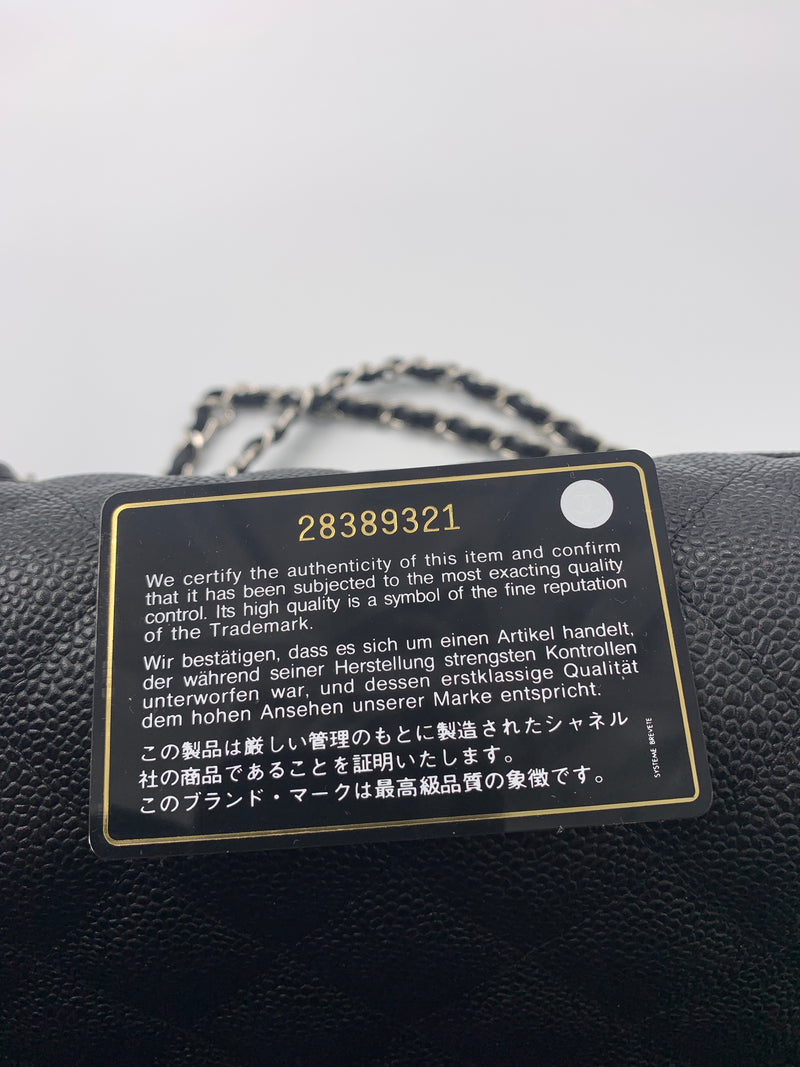 28389321
We certify the authenticity of this item and confirm
that it has been subjected to the most exacting quality
control. Its high quality is a symbol of the fine reputation
of the Trademark.
Wir bestätigen, dass es sich um einen Artikel handelt,
der während seiner Herstellung strengsten Kontrollen
unterworfen war, und dessen erstklassige Qualität
dem hohen Ansehen unserer Marke entspricht.
この製品は厳しい管理のもとに製造されたシャネル
社の商品であることを証明いたします。
このブランド・マークは最高級品質の象徴です。
SYSTEME BREVETE